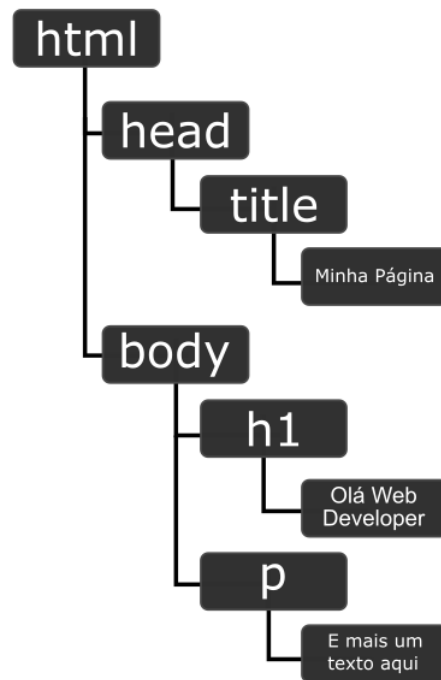 html
head
title
Minha Página
body
h1
Olá Web
Developer
p
E mais um
texto aqui